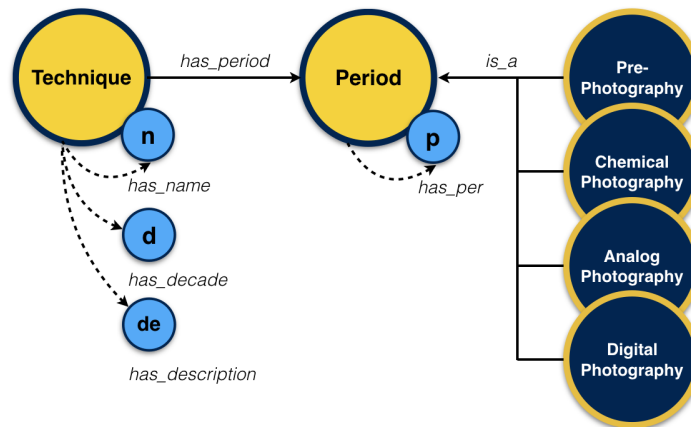 Technique
has_period
Period
is_a
Pre-
Photography
n
has_name
p
has_per
Chemical
Photography
d
has_decade
Analog
Photography
de
has_description
Digital
Photography